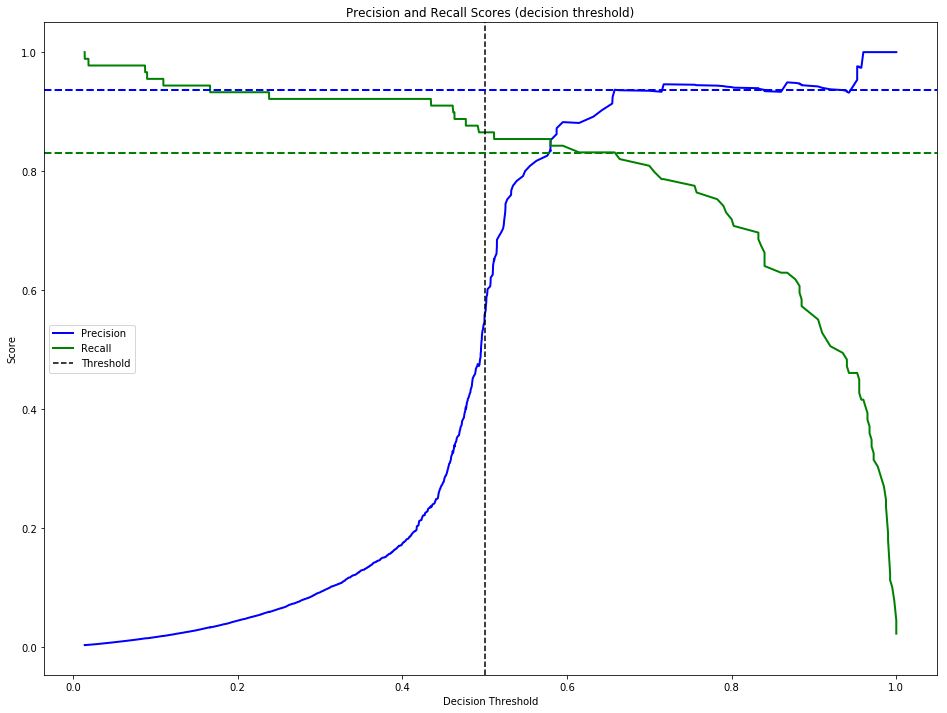 Precision and Recall Scores (decision threshold)
1.0
0.8
0.6
0.4
0.2
0.0
Score
Precision
Recall
Threshold
0.0 0.2 0.4 0.6 0.8 1.0
Decision Threshold